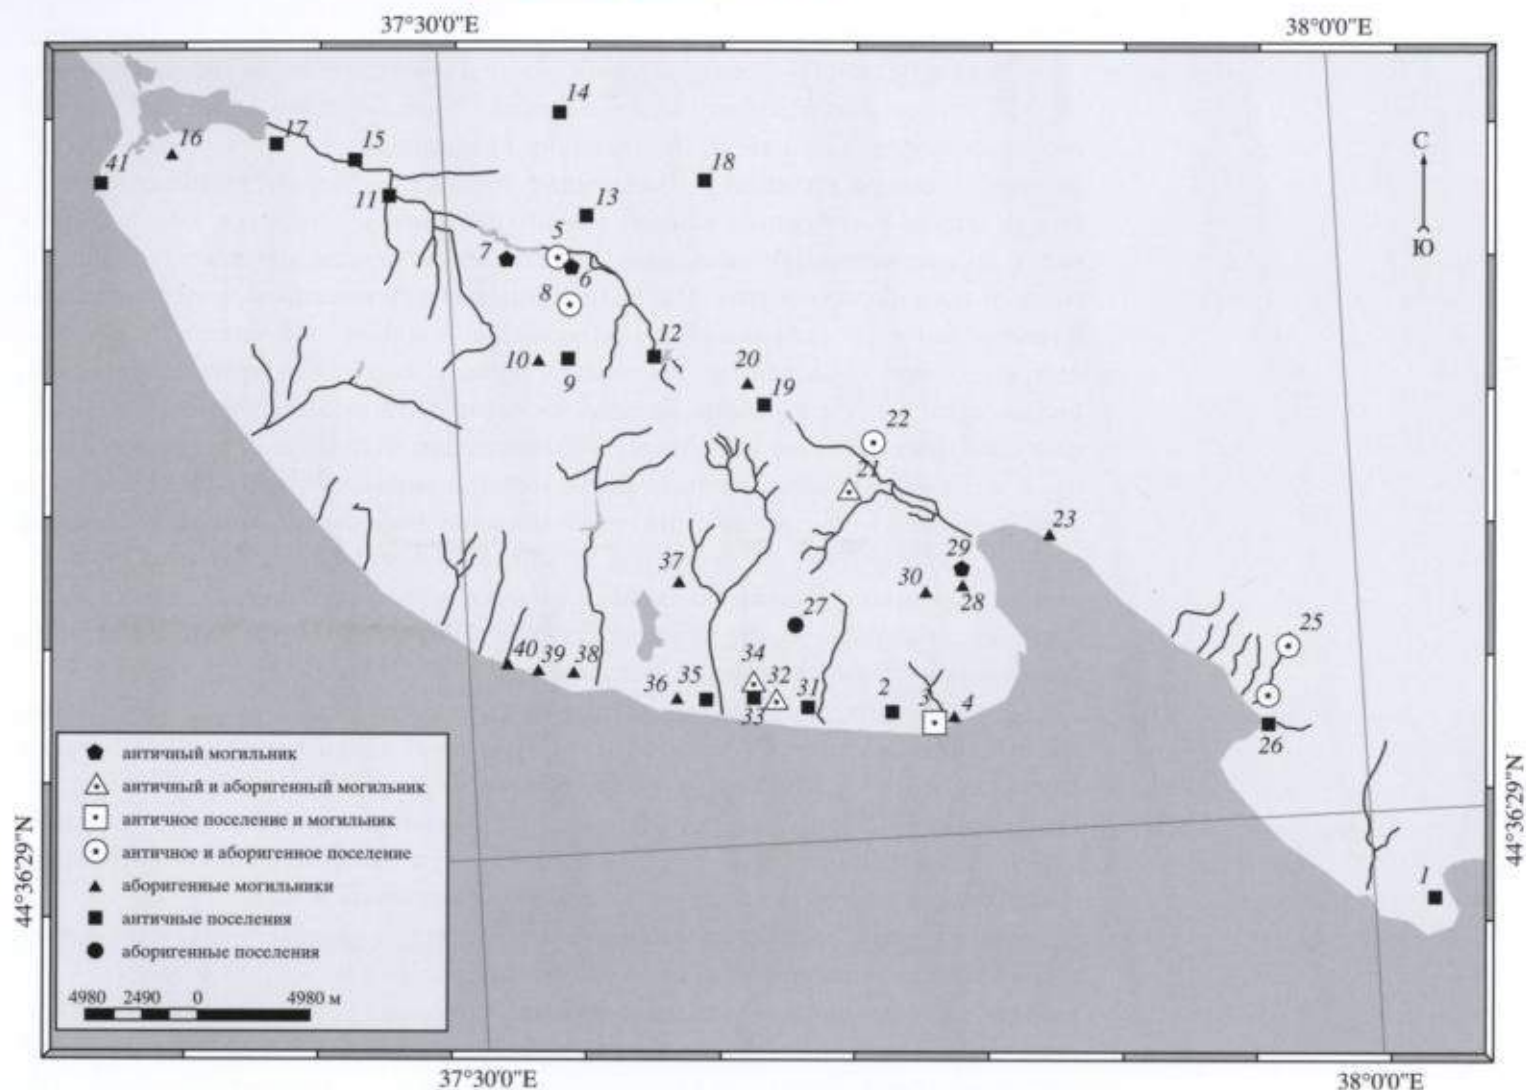 37°30'0"E 38°0'0"E
14
16 17 15 18
41 11 13
С
Ю
7 5 6
8
10 9 12
20 19
22
21
23
29
37 30 28
27 25
40 39 38 36 35 34 32 31 2 3 4
33 26
1
античный могильник
античный и аборигенный могильник
античное поселение и могильник
античное и аборигенное поселение
аборигенные могильники
античные поселения
аборигенные поселения
4980 2490 0 4980 м
44°36'29"N
44°36'29"N
37°30'0"E 38°0'0"E